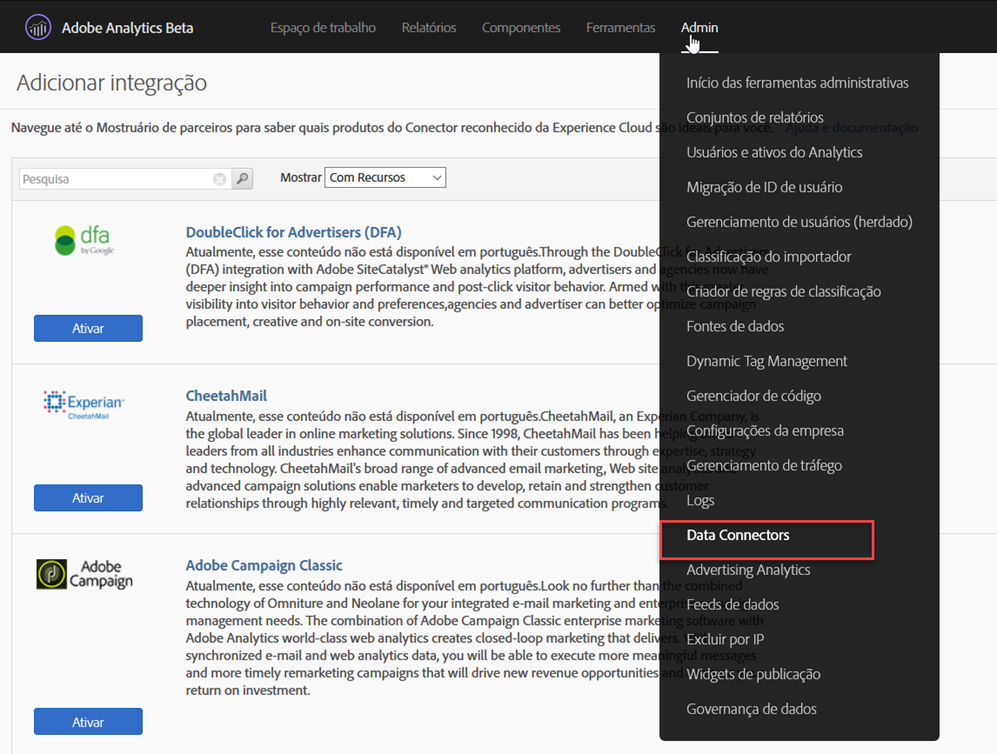 Adobe Analytics Beta
Espaço de trabalho
Relatórios
Componentes
Ferramentas
Admin
Adicionar integração
Navegue até o Mostruário de parceiros para saber quais produtos do Conector reconhecido da Experience Cloud são ideais para você. Ajuda e documentação
Pesquisa
Mostrar
Com Recursos
dfa
by Google
DoubleClick for Advertisers (DFA)
Atualmente, esse conteúdo não está disponível em português.Through the DoubleClick for Advertisers
(DFA) integration with Adobe SiteCatalyst® Web analytics platform, advertisers and agencies now have
deeper insight into campaign performance and post-click visitor behavior. Armed with
visibility into visitor behavior and preferences,agencies and advertiser can better optimize campaign
placement, creative and on-site conversion.
Ativar
Experian
CheetahMail
CheetahMail
Atualmente, esse conteúdo não está disponível em português.CheetahMail, an Experian Company, is
the global leader in online marketing solutions. Since 1998, CheetahMail has been helping
leaders from all industries enhance communication with their customers through expertise, strategy
and technology. CheetahMail's broad range of advanced email marketing, Web site
advanced campaign solutions enable marketers to develop, retain and strengthen customer
relationships through highly relevant, timely and targeted communication programs.
Ativar
Adobe
Campaign
Adobe Campaign Classic
Atualmente, esse conteúdo não está disponível em português.Look no further than the combined
technology of Omniture and Neolane for your integrated e-mail marketing and
management needs. The combination of Adobe Campaign Classic enterprise marketing software with
Adobe Analytics world-class web analytics creates closed-loop marketing that delivers.
synchronized e-mail and web analytics data, you will be able to execute more meaningful messages
and more timely remarketing campaigns that will drive new revenue opportunities and
return on investment.
Ativar
Início das ferramentas administrativas
Conjuntos de relatórios
Usuários e ativos do Analytics
Migração de ID de usuário
Gerenciamento de usuários (herdado)
Classificação do importador
Criador de regras de classificação
Fontes de dados
Dynamic Tag Management
Gerenciador de código
Configurações da empresa
Gerenciamento de tráfego
Logs
Data Connectors
Advertising Analytics
Feeds de dados
Excluir por IP
Widgets de publicação
Governança de dados